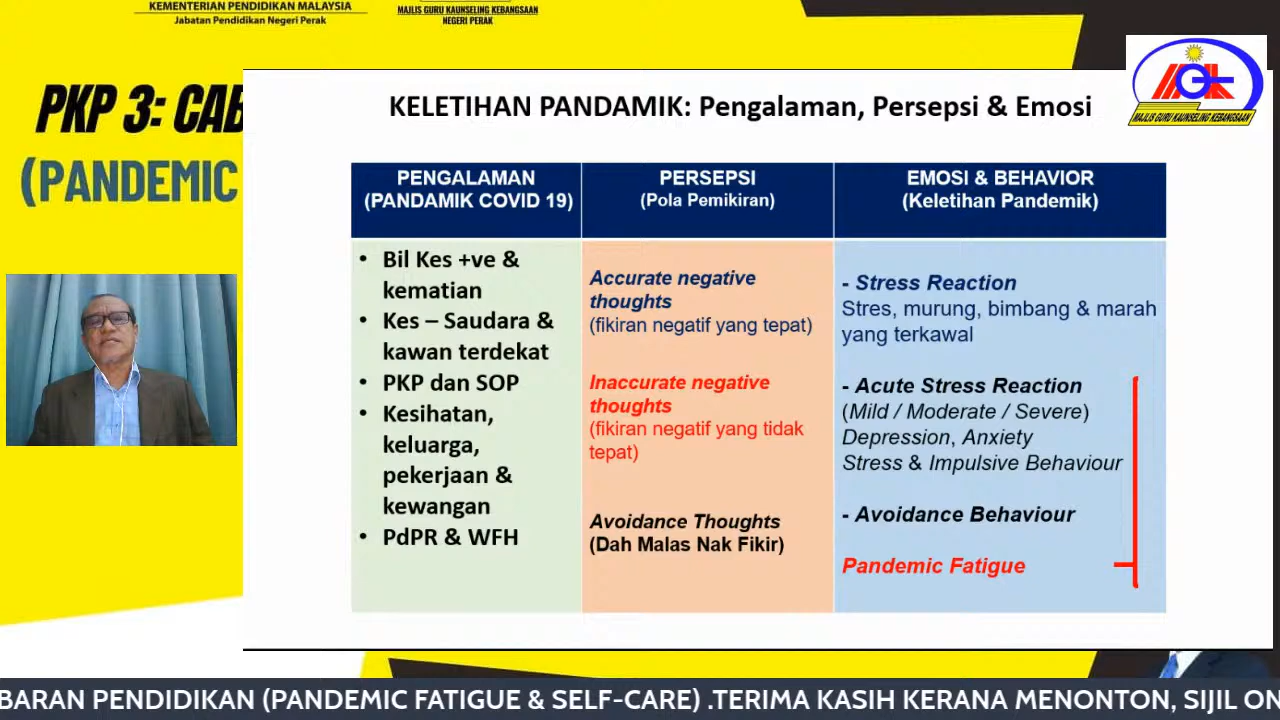 KEMENTERIAN PENDIDIKAN MALAYSIA
Jabatan Pendidikan Negeri Perak
MAJLIS GURU KAUNSELING KEBANGSAAN
NEGERI PERAK
PKP 3: CAB
(PANDEMIC
MAJLIS GURU KAUNSELING KEBANGSAAN
KELETIHAN PANDAMIK: Pengalaman, Persepsi & Emosi
PENGALAMAN
(PANDAMIK COVID 19)
• Bil Kes +ve &
kematian
• Kes – Saudara &
kawan terdekat
• PKP dan SOP
• Kesihatan,
keluarga,
pekerjaan &
kewangan
• PdPR & WFH
PERSEPSI
(Pola Pemikiran)
Accurate negative
thoughts
(fikiran negatif yang tepat)
Inaccurate negative
thoughts
(fikiran negatif yang tidak
tepat)
Avoidance Thoughts
(Dah Malas Nak Fikir)
EMOSI & BEHAVIOR
(Keletihan Pandemik)
- Stress Reaction
Stres, murung, bimbang & marah
yang terkawal
- Acute Stress Reaction
(Mild / Moderate / Severe)
Depression, Anxiety
Stress & Impulsive Behaviour
- Avoidance Behaviour
Pandemic Fatigue
BARAN PENDIDIKAN (PANDEMIC FATIGUE & SELF-CARE) .TERIMA KASIH KERANA MENONTON, SIJIL ON